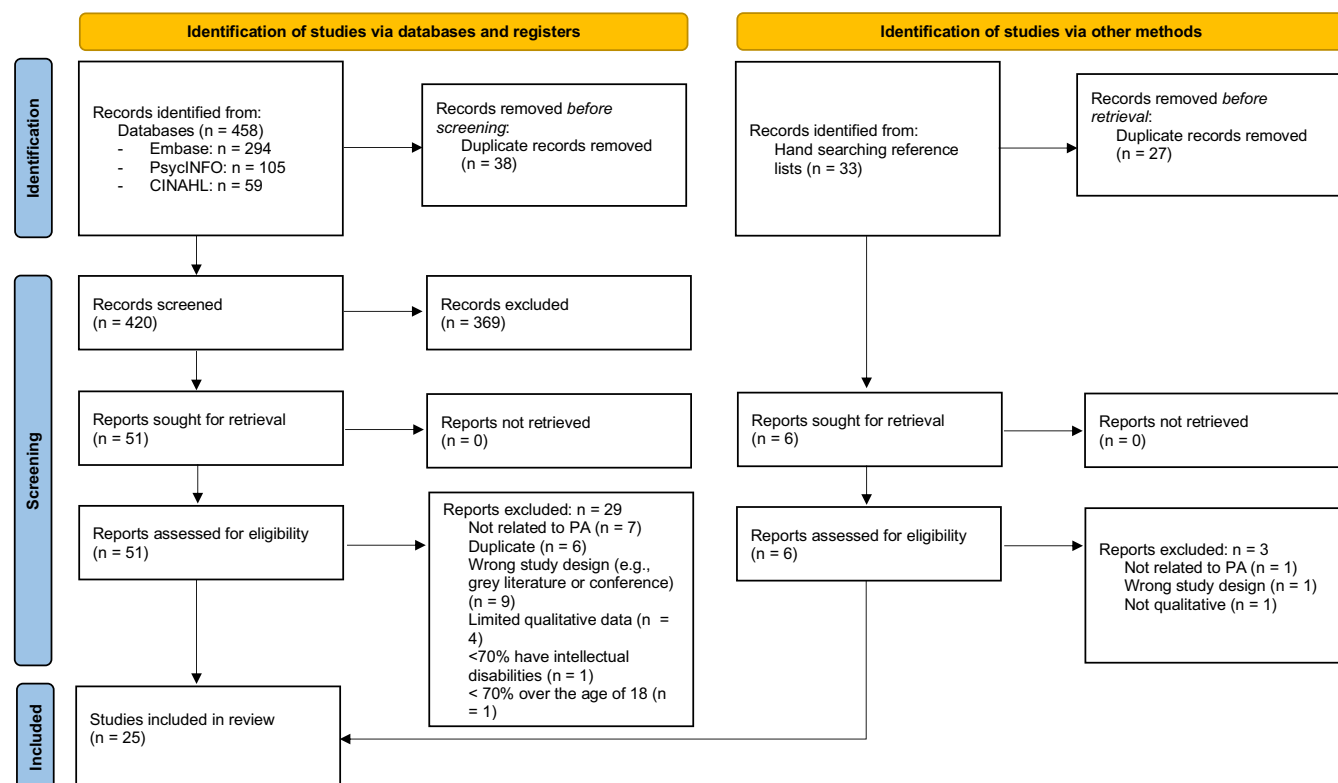 Identification of studies via databases and registers
Identification of studies via other methods
Identification
Records identified from:
Databases (n = 458)
- Embase: n = 294
- PsycINFO: n = 105
- CINAHL: n = 59
Records removed before
screening:
Duplicate records removed
(n = 38)
Records identified from:
Hand searching reference
lists (n = 33)
Records removed before
retrieval:
Duplicate records removed
(n = 27)
Screening
Records screened
(n = 420)
Records excluded
(n = 369)
Reports sought for retrieval
(n = 51)
Reports not retrieved
(n = 0)
Reports sought for retrieval
(n = 6)
Reports not retrieved
(n = 0)
Reports assessed for eligibility
(n = 51)
Reports excluded: n = 29
Not related to PA (n = 7)
Duplicate (n = 6)
Wrong study design (e.g.,
grey literature or conference)
(n = 9)
Limited qualitative data (n =
4)
<70% have intellectual
disabilities (n = 1)
< 70% over the age of 18 (n
= 1)
Reports assessed for eligibility
(n = 6)
Reports excluded: n = 3
Not related to PA (n = 1)
Wrong study design (n = 1)
Not qualitative (n = 1)
Included
Studies included in review
(n = 25)